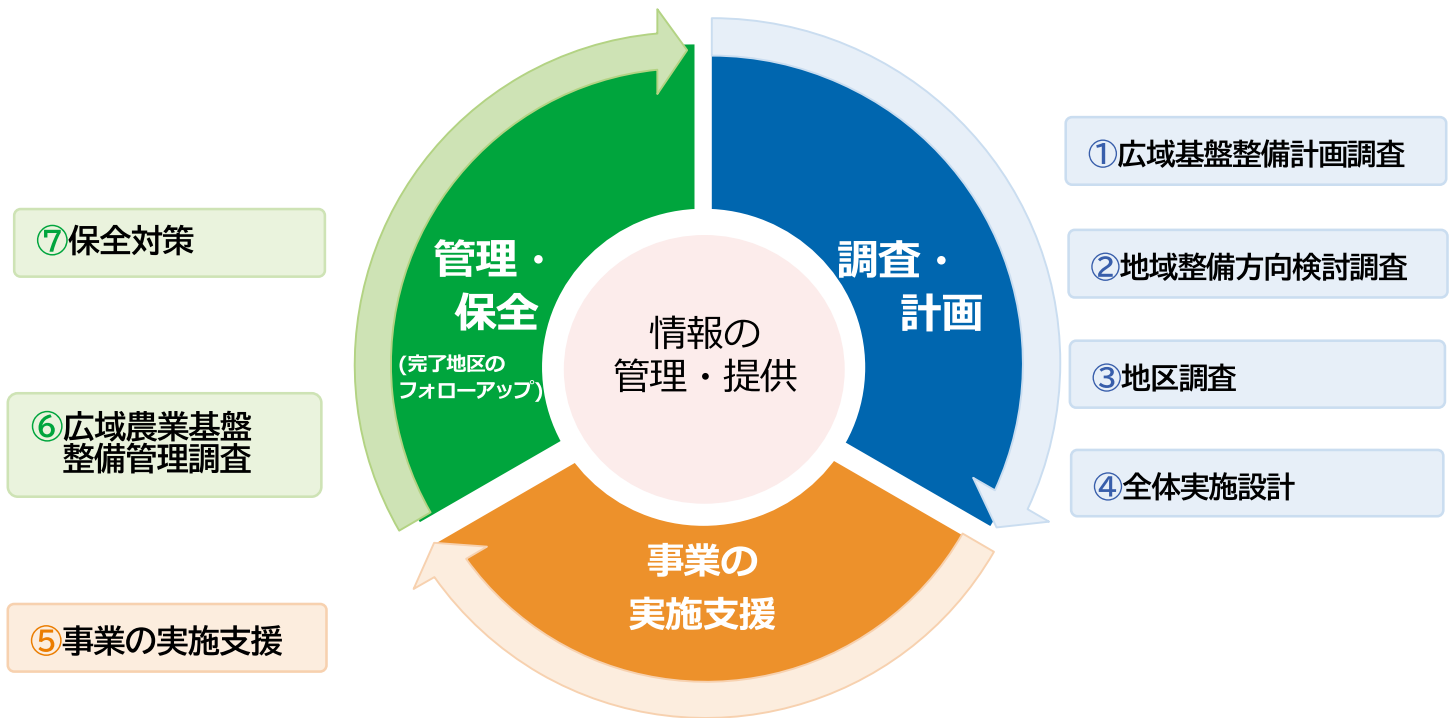 調査・
計画
①広域基盤整備計画調査
②地域整備方向検討調査
③地区調査
④全体実施設計
事業の
実施支援
⑤事業の実施支援
管理・
保全
(完了地区の
フォローアップ)
⑥広域農業基盤
整備管理調査
⑦保全対策
情報の
管理・提供